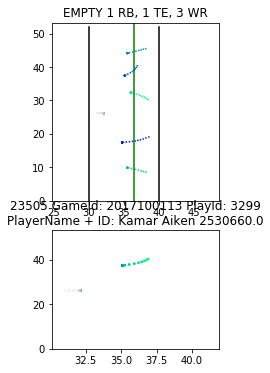 EMPTY 1 RB, 1 TE, 3 WR
50
40
30
20
10
0
25 30 35 40 45
23505 GameId: 2017100113 PlayId: 3299
PlayerName + ID: Kamar Aiken 2530660.0
40
20
0
32.5 35.0 37.5 40.0